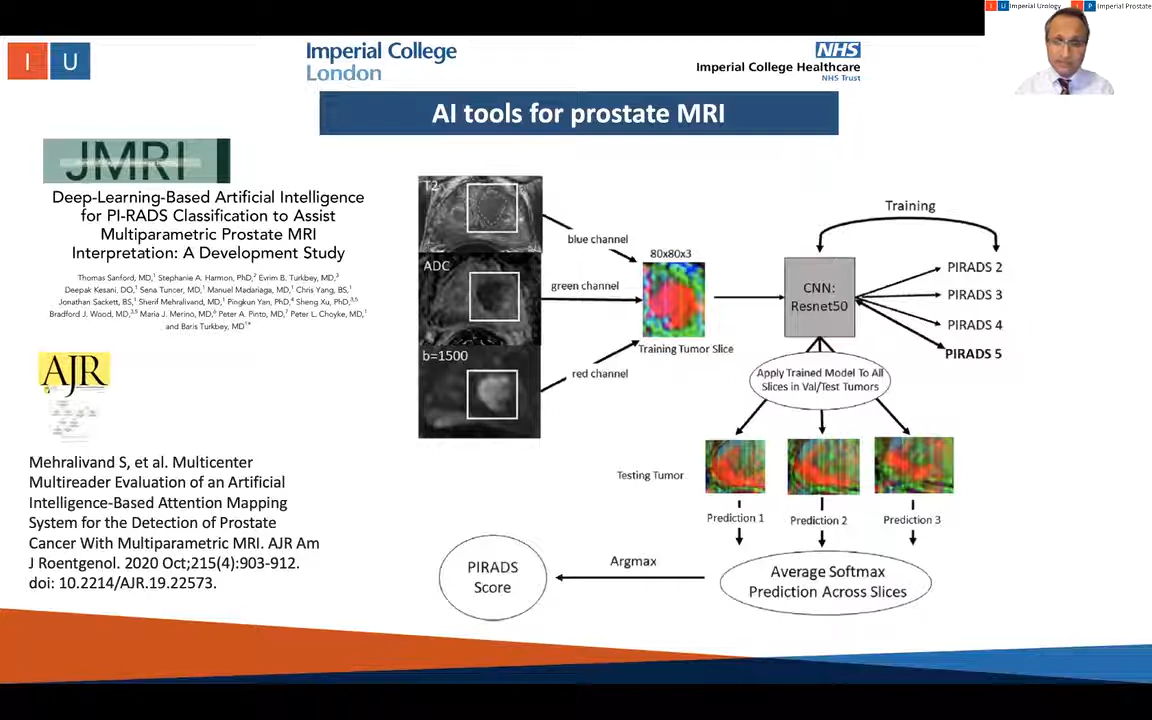 I U Imperial Urology I P Imperial Prostate
I U
Imperial College
London
NHS
Imperial College Healthcare
NHS Trust
AI tools for prostate MRI
JMRI
Deep-Learning-Based Artificial Intelligence
for PI-RADS Classification to Assist
Multiparametric Prostate MRI
Interpretation: A Development Study
Thomas Sanford, MD,1 Stephanie A. Harmon, PhD,2 Evrim B. Turkbey, MD,3
Deepak Kesani, DO,1 Sena Tuncer, MD,1 Manuel Madariaga, MD,1 Chris Yang, BS,1
Jonathan Sackett, BS,1 Sherif Mehralivand, MD,1 Pingkun Yan, PhD,4 Sheng Xu, PhD,3,5
Bradford J. Wood, MD,3,5 Maria J. Merino, MD,6 Peter A. Pinto, MD,7 Peter L. Choyke, MD,1
and Baris Turkbey, MD1*
AJR
Mehralivand S, et al. Multicenter
Multireader Evaluation of an Artificial
Intelligence-Based Attention Mapping
System for the Detection of Prostate
Cancer With Multiparametric MRI. AJR Am
J Roentgenol. 2020 Oct;215(4):903-912.
doi: 10.2214/AJR.19.22573.
T2
ADC
b=1500
blue channel
green channel
red channel
80x80x3
Training Tumor Slice
Training
CNN:
Resnet50
PIRADS 2
PIRADS 3
PIRADS 4
PIRADS 5
Apply Trained Model To All
Slices in Val/Test Tumors
Testing Tumor
Prediction 1
Prediction 2
Prediction 3
Average Softmax
Prediction Across Slices
Argmax
PIRADS
Score